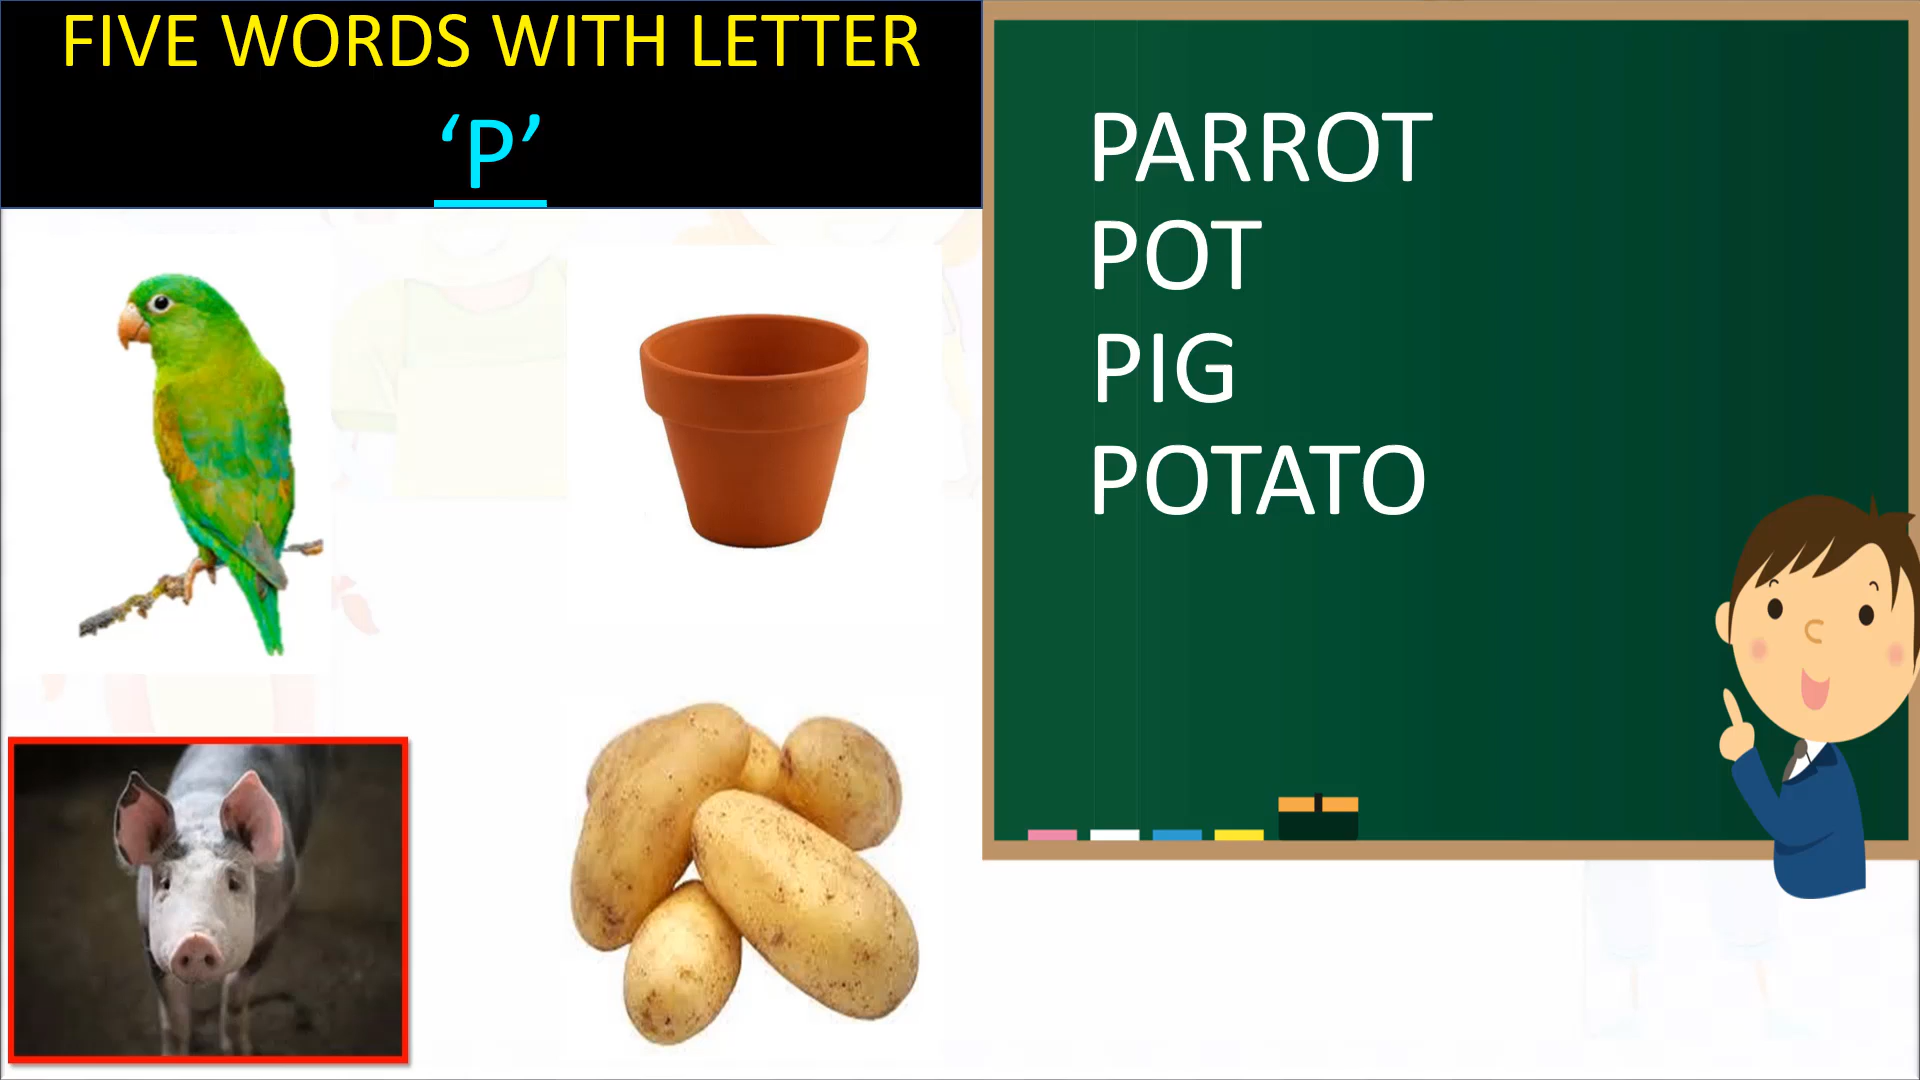 FIVE WORDS WITH LETTER
‘P’
PARROT
POT
PIG
POTATO